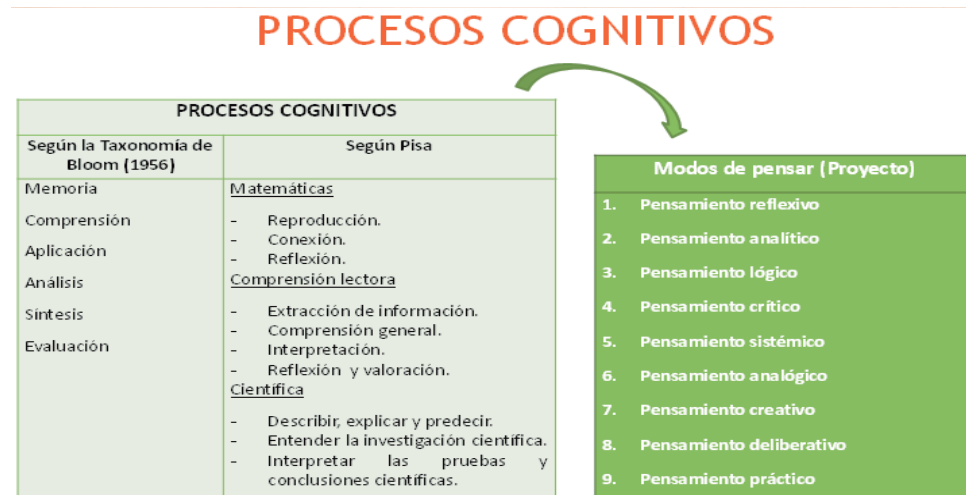 PROCESOS COGNITIVOS
PROCESOS COGNITIVOS
Según la Taxonomía de
Bloom (1956)
Según Pisa
Memoria
Comprensión
Aplicación
Análisis
Síntesis
Evaluación
Matemáticas
- Reproducción.
- Conexión.
- Reflexión.
Comprensión lectora
- Extracción de información.
- Comprensión general.
- Interpretación.
- Reflexión y valoración.
Científica
- Describir, explicar y predecir.
- Entender la investigación científica.
- Interpretar las pruebas y
conclusiones científicas.
Modos de pensar (Proyecto)
1. Pensamiento reflexivo
2. Pensamiento analítico
3. Pensamiento lógico
4. Pensamiento crítico
5. Pensamiento sistémico
6. Pensamiento analógico
7. Pensamiento creativo
8. Pensamiento deliberativo
9. Pensamiento práctico